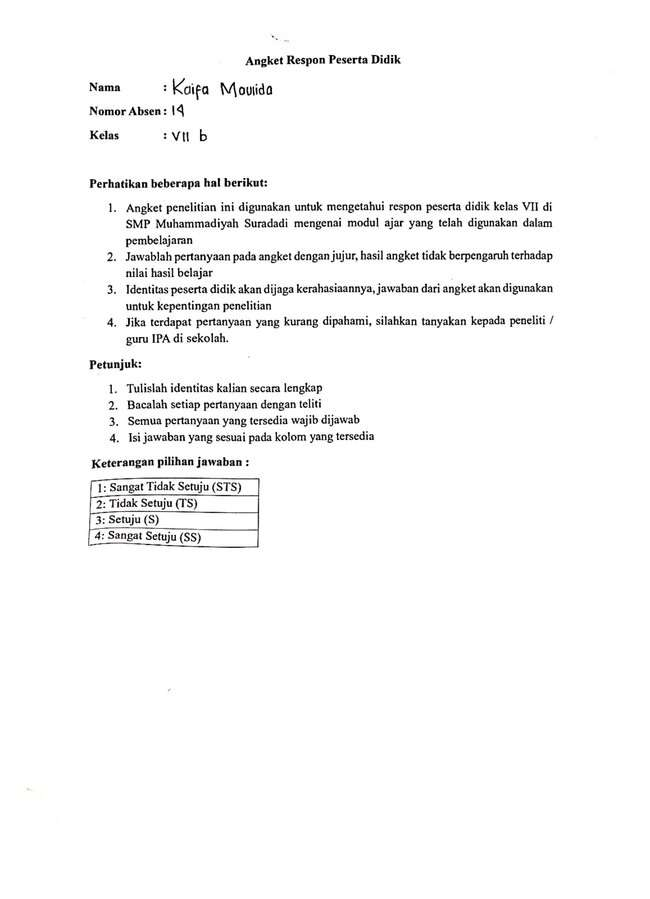 Angket Respon Peserta Didik
Nama : Kaifa Maulida
Nomor Absen : 19
Kelas : VII b
Perhatikan beberapa hal berikut:
1. Angket penelitian ini digunakan untuk mengetahui respon peserta didik kelas VII di
SMP Muhammadiyah Suradadi mengenai modul ajar yang telah digunakan dalam
pembelajaran
2. Jawablah pertanyaan pada angket dengan jujur, hasil angket tidak berpengaruh terhadap
nilai hasil belajar
3. Identitas peserta didik akan dijaga kerahasiaannya, jawaban dari angket akan digunakan
untuk kepentingan penelitian
4. Jika terdapat pertanyaan yang kurang dipahami, silahkan tanyakan kepada peneliti /
guru IPA di sekolah.
Petunjuk:
1. Tulislah identitas kalian secara lengkap
2. Bacalah setiap pertanyaan dengan teliti
3. Semua pertanyaan yang tersedia wajib dijawab
4. Isi jawaban yang sesuai pada kolom yang tersedia
Keterangan pilihan jawaban :
1: Sangat Tidak Setuju (STS)
2: Tidak Setuju (TS)
3: Setuju (S)
4: Sangat Setuju (SS)